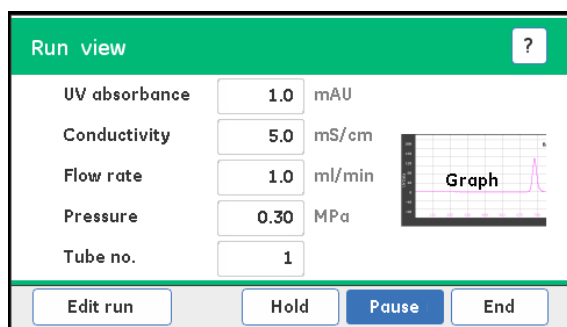 Run view ?
UV absorbance 1.0 mAU
Conductivity 5.0 mS/cm
Flow rate 1.0 ml/min
Graph
Pressure 0.30 MPa
Tube no. 1
Edit run Hold Pause End